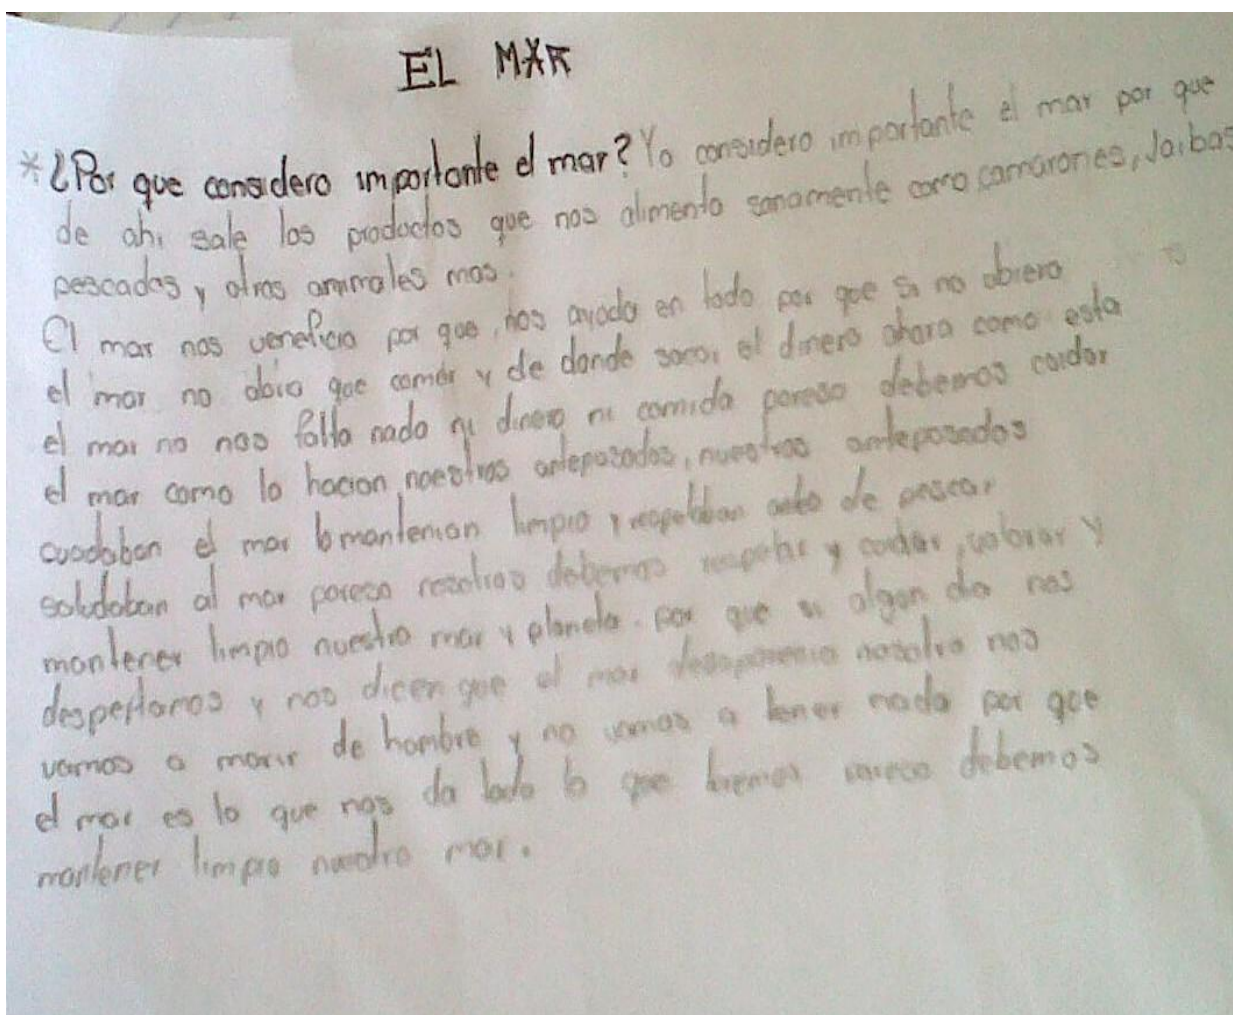 EL MAR
*¿Por que considero importante el mar? Yo considero importante el mar por que
de ahi sale los productos que nos alimenta sanamente como camarones, Jaibas
pescados y otros animales mas.
El mar nos veneficia por que, nos ayuda en todo por que si no ubiera
el mar no abia que comer y de donde sacar el dinero ahora como esta
el mar no nos falta nada ni dinero ni comida poreso debemos cuidar
el mar como lo hacian nuestros antepasados, nuestros antepasados
cuidaban el mar lo mantenian limpio y respetaban antes de pescar
saludaban al mar poreso nosotros debemos respetar y cuidar, valorar y
mantener limpio nuestro mar y planeta. por que si algun dia nos
despertamos y nos dicen que el mar nosotro nos
vamos a morir de hambre y no vamos a tener nada por que
el mar es lo que nos da todo lo que debemos
mantener limpio nuestro mar.